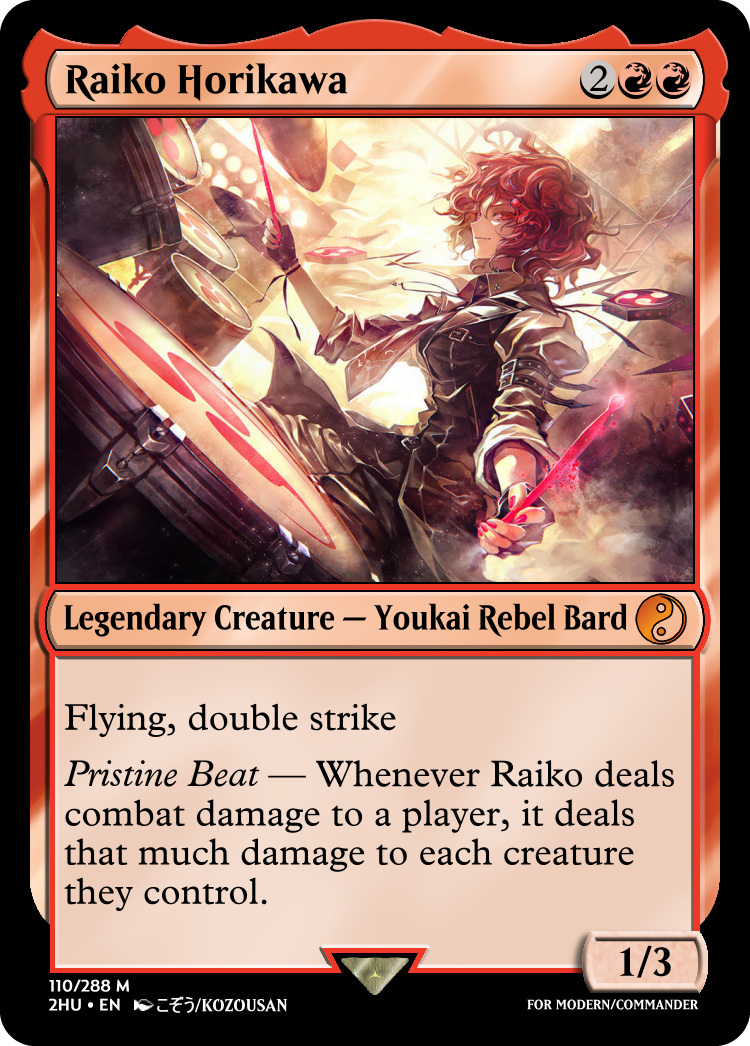 Raiko Horikawa 2
Legendary Creature — Youkai Rebel Bard
Flying, double strike
Pristine Beat — Whenever Raiko deals
combat damage to a player, it deals
that much damage to each creature
they control.
1/3
110/288 M
2HU • EN こぞう/KOZOUSAN
FOR MODERN/COMMANDER